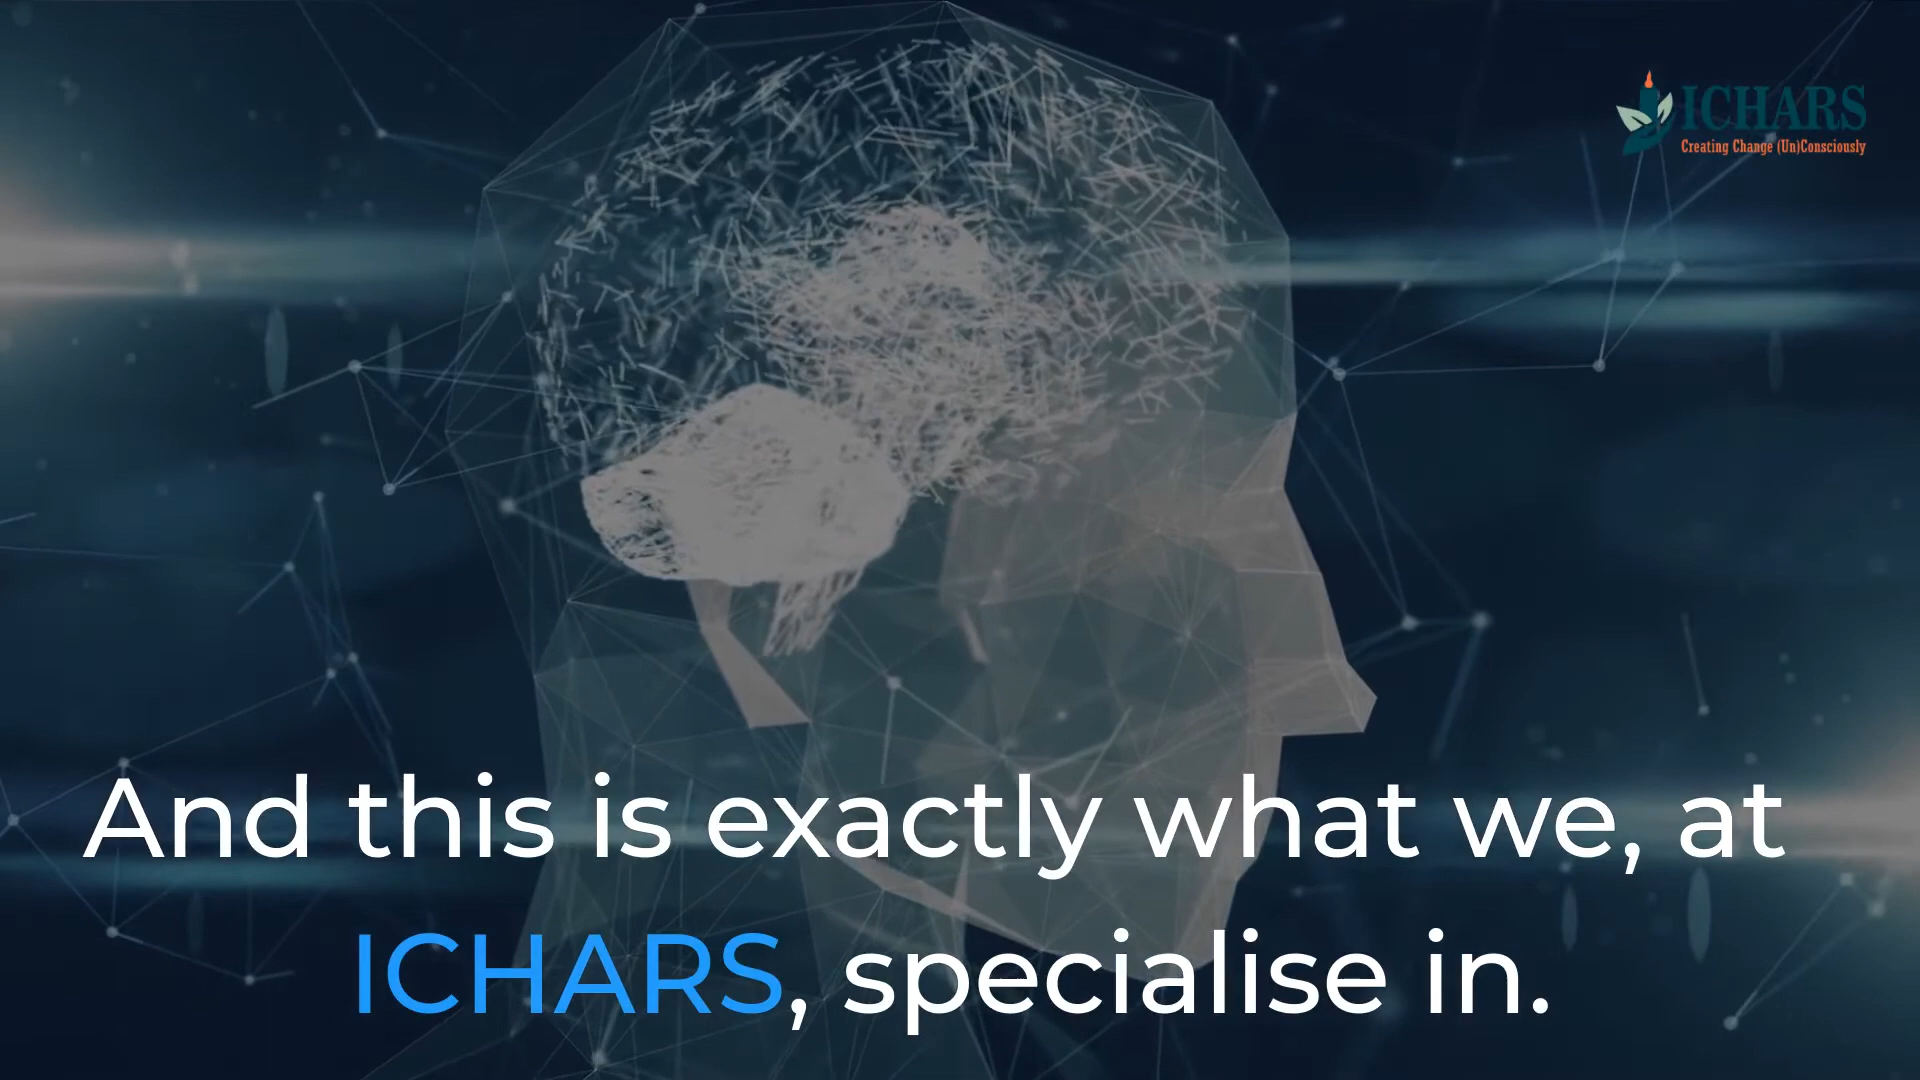 ICHARS
Creating Change (Un)Consciously
And this is exactly what we, at
ICHARS, specialise in.